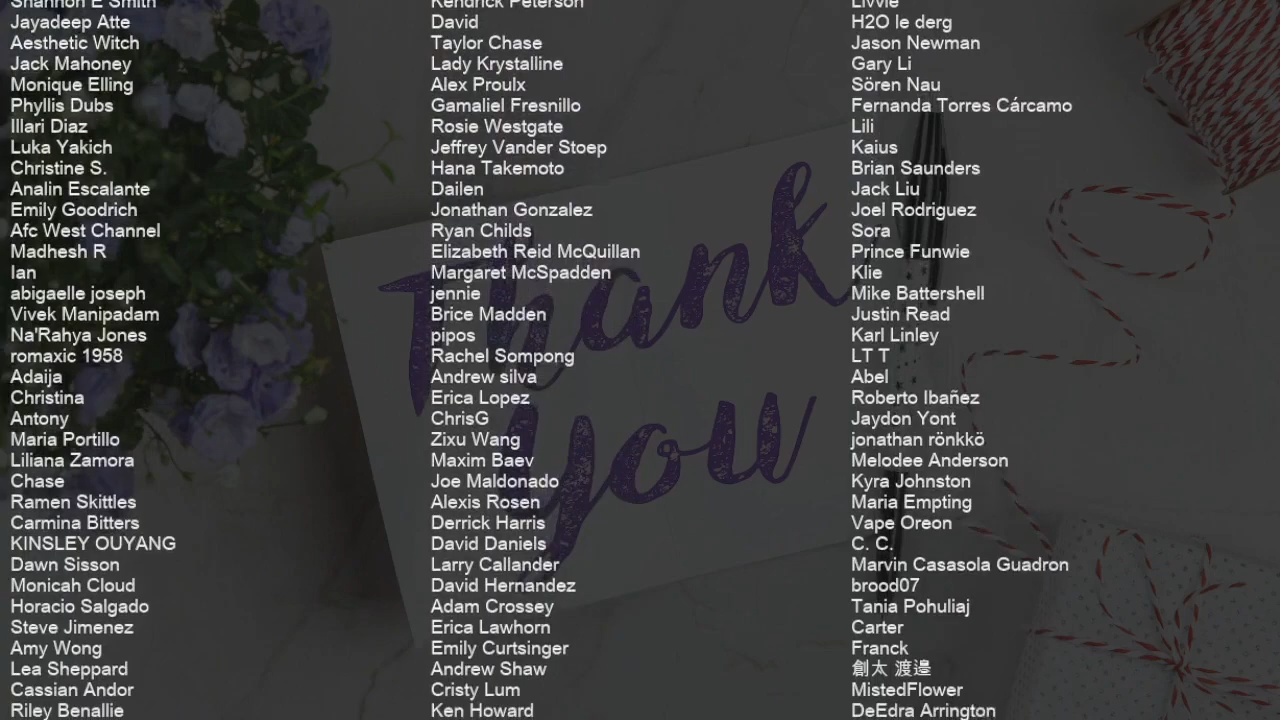 Shannon E Smith
Jayadeep Atte
Aesthetic Witch
Jack Mahoney
Monique Elling
Phyllis Dubs
Illari Diaz
Luka Yakich
Christine S.
Analin Escalante
Emily Goodrich
Afc West Channel
Madhesh R
Ian
abigaelle joseph
Vivek Manipadam
Na'Rahya Jones
romaxic 1958
Adaija
Christina
Antony
Maria Portillo
Liliana Zamora
Chase
Ramen Skittles
Carmina Bitters
KINSLEY OUYANG
Dawn Sisson
Monicah Cloud
Horacio Salgado
Steve Jimenez
Amy Wong
Lea Sheppard
Cassian Andor
Riley Benallie
Kendrick Peterson
David
Taylor Chase
Lady Krystalline
Alex Proulx
Gamaliel Fresnillo
Rosie Westgate
Jeffrey Vander Stoep
Hana Takemoto
Dailen
Jonathan Gonzalez
Ryan Childs
Elizabeth Reid McQuillan
Margaret McSpadden
jennie
Brice Madden
pipos
Rachel Sompong
Andrew silva
Erica Lopez
ChrisG
Zixu Wang
Maxim Baev
Joe Maldonado
Alexis Rosen
Derrick Harris
David Daniels
Larry Callander
David Hernandez
Adam Crossey
Erica Lawhorn
Emily Curtsinger
Andrew Shaw
Cristy Lum
Ken Howard
Livvie
H2O le derg
Jason Newman
Gary Li
Sören Nau
Fernanda Torres Cárcamo
Lili
Kaius
Brian Saunders
Jack Liu
Joel Rodriguez
Sora
Prince Funwie
Klie
Mike Battershell
Justin Read
Karl Linley
LT T
Abel
Roberto Ibañez
Jaydon Yont
jonathan rönkkö
Melodee Anderson
Kyra Johnston
Maria Empting
Vape Oreon
C. C.
Marvin Casasola Guadron
brood07
Tania Pohuliaj
Carter
Franck
創太 渡邉
MistedFlower
DeEdra Arrington
Thank
you